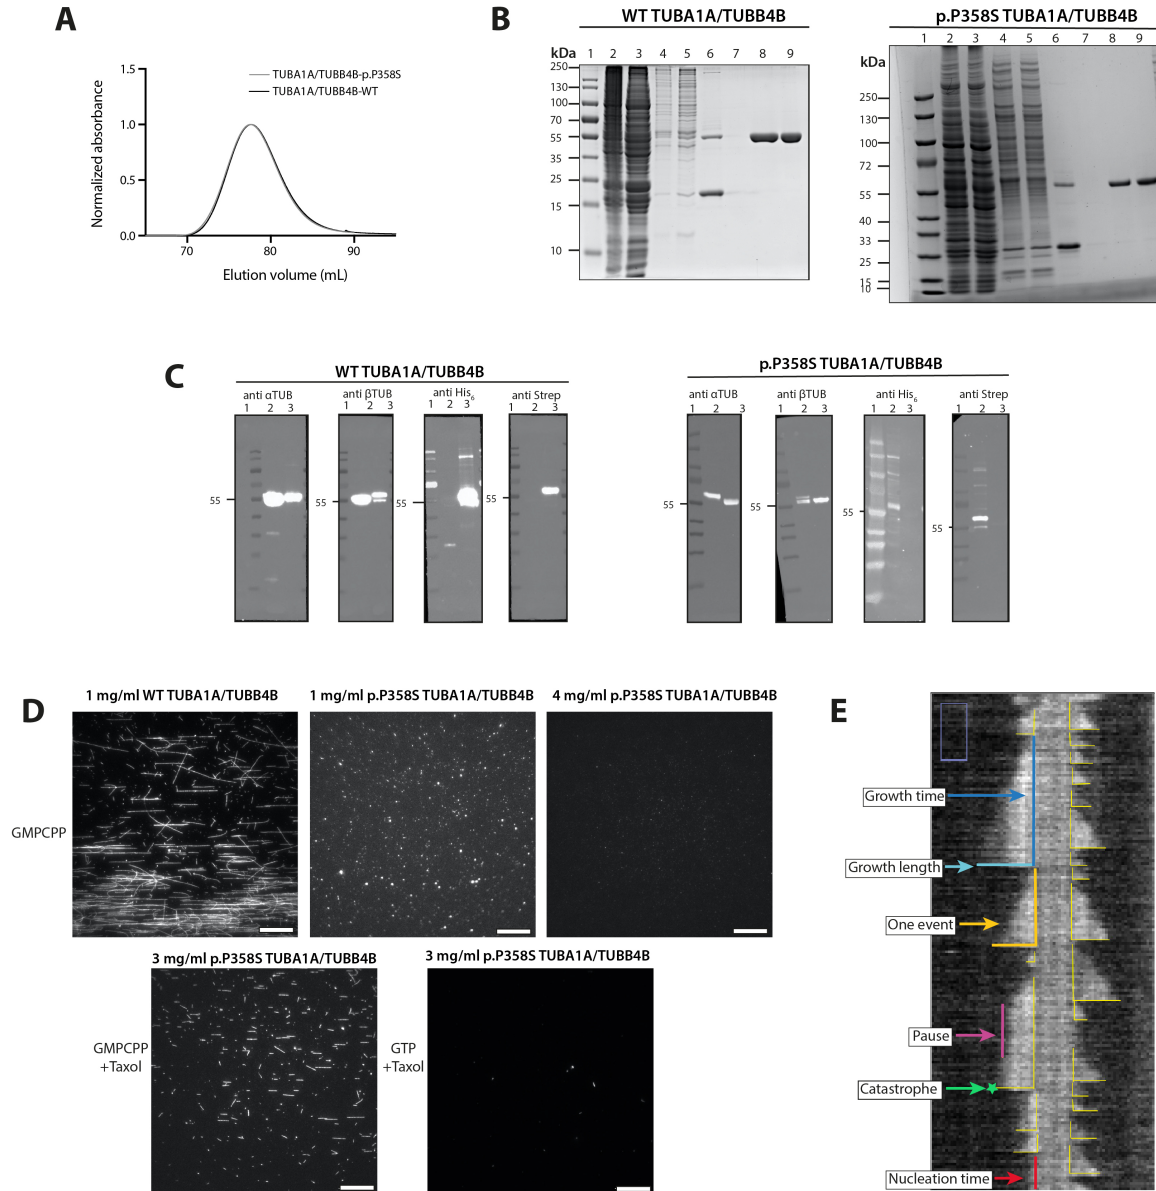 A
1.5
1.0
0.5
0.0
70
80
90
Normalized absorbance
Elution volume (mL)
TUBA1A/TUBB4B-p.P358S
TUBA1A/TUBB4B-WT
B
WT TUBA1A/TUBB4B
kDa 1 2 3 4 5 6 7 8 9
250
130
100
70
55
35
25
15
10
p.P358S TUBA1A/TUBB4B
1 2 3 4 5 6 7 8 9
kDa
250
130
100
72
55
40
33
25
15
10
C
WT TUBA1A/TUBB4B
anti αTUB
1 2 3
55
anti βTUB
1 2 3
55
anti His6
1 2 3
55
anti Strep
1 2 3
55
p.P358S TUBA1A/TUBB4B
anti αTUB
1 2 3
55
anti βTUB
1 2 3
55
anti His6
1 2 3
55
anti Strep
1 2 3
55
D
1 mg/ml WT TUBA1A/TUBB4B
1 mg/ml p.P358S TUBA1A/TUBB4B
4 mg/ml p.P358S TUBA1A/TUBB4B
GMPCPP
3 mg/ml p.P358S TUBA1A/TUBB4B
3 mg/ml p.P358S TUBA1A/TUBB4B
GMPCPP
+Taxol
GTP
+Taxol
E
Growth time
Growth length
One event
Pause
Catastrophe
Nucleation time